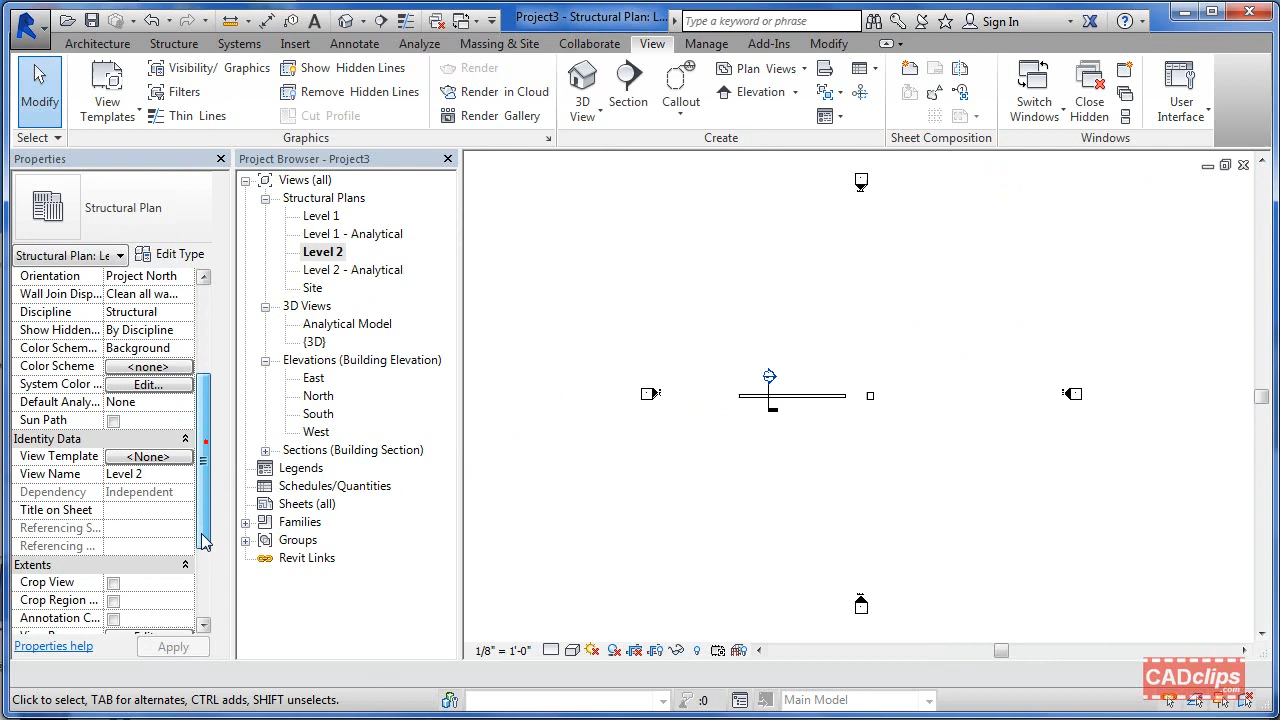 Project3 - Structural Plan: L...
Type a keyword or phrase
Sign In
Architecture Structure Systems Insert Annotate Analyze Massing & Site Collaborate View Manage Add-Ins Modify
Modify
View Templates
Visibility/ Graphics
Filters
Thin Lines
Show Hidden Lines
Remove Hidden Lines
Cut Profile
Render
Render in Cloud
Render Gallery
3D View
Section
Callout
Plan Views
Elevation
Switch Windows
Close Hidden
User Interface
Select Graphics Create Sheet Composition Windows
Properties
Structural Plan
Structural Plan: Le
Edit Type
Orientation Project North
Wall Join Disp... Clean all wa...
Discipline Structural
Show Hidden... By Discipline
Color Schem... Background
Color Scheme <none>
System Color ... Edit...
Default Analy... None
Sun Path
Identity Data
View Template <None>
View Name Level 2
Dependency Independent
Title on Sheet
Referencing S...
Referencing ...
Extents
Crop View
Crop Region ...
Annotation C...
Properties help
Apply
Project Browser - Project3
Views (all)
Structural Plans
Level 1
Level 1 - Analytical
Level 2
Level 2 - Analytical
Site
3D Views
Analytical Model
{3D}
Elevations (Building Elevation)
East
North
South
West
Sections (Building Section)
Legends
Schedules/Quantities
Sheets (all)
Families
Groups
Revit Links
1/8" = 1'-0"
Click to select, TAB for alternates, CTRL adds, SHIFT unselects.
:0
Main Model
CADclips
.com